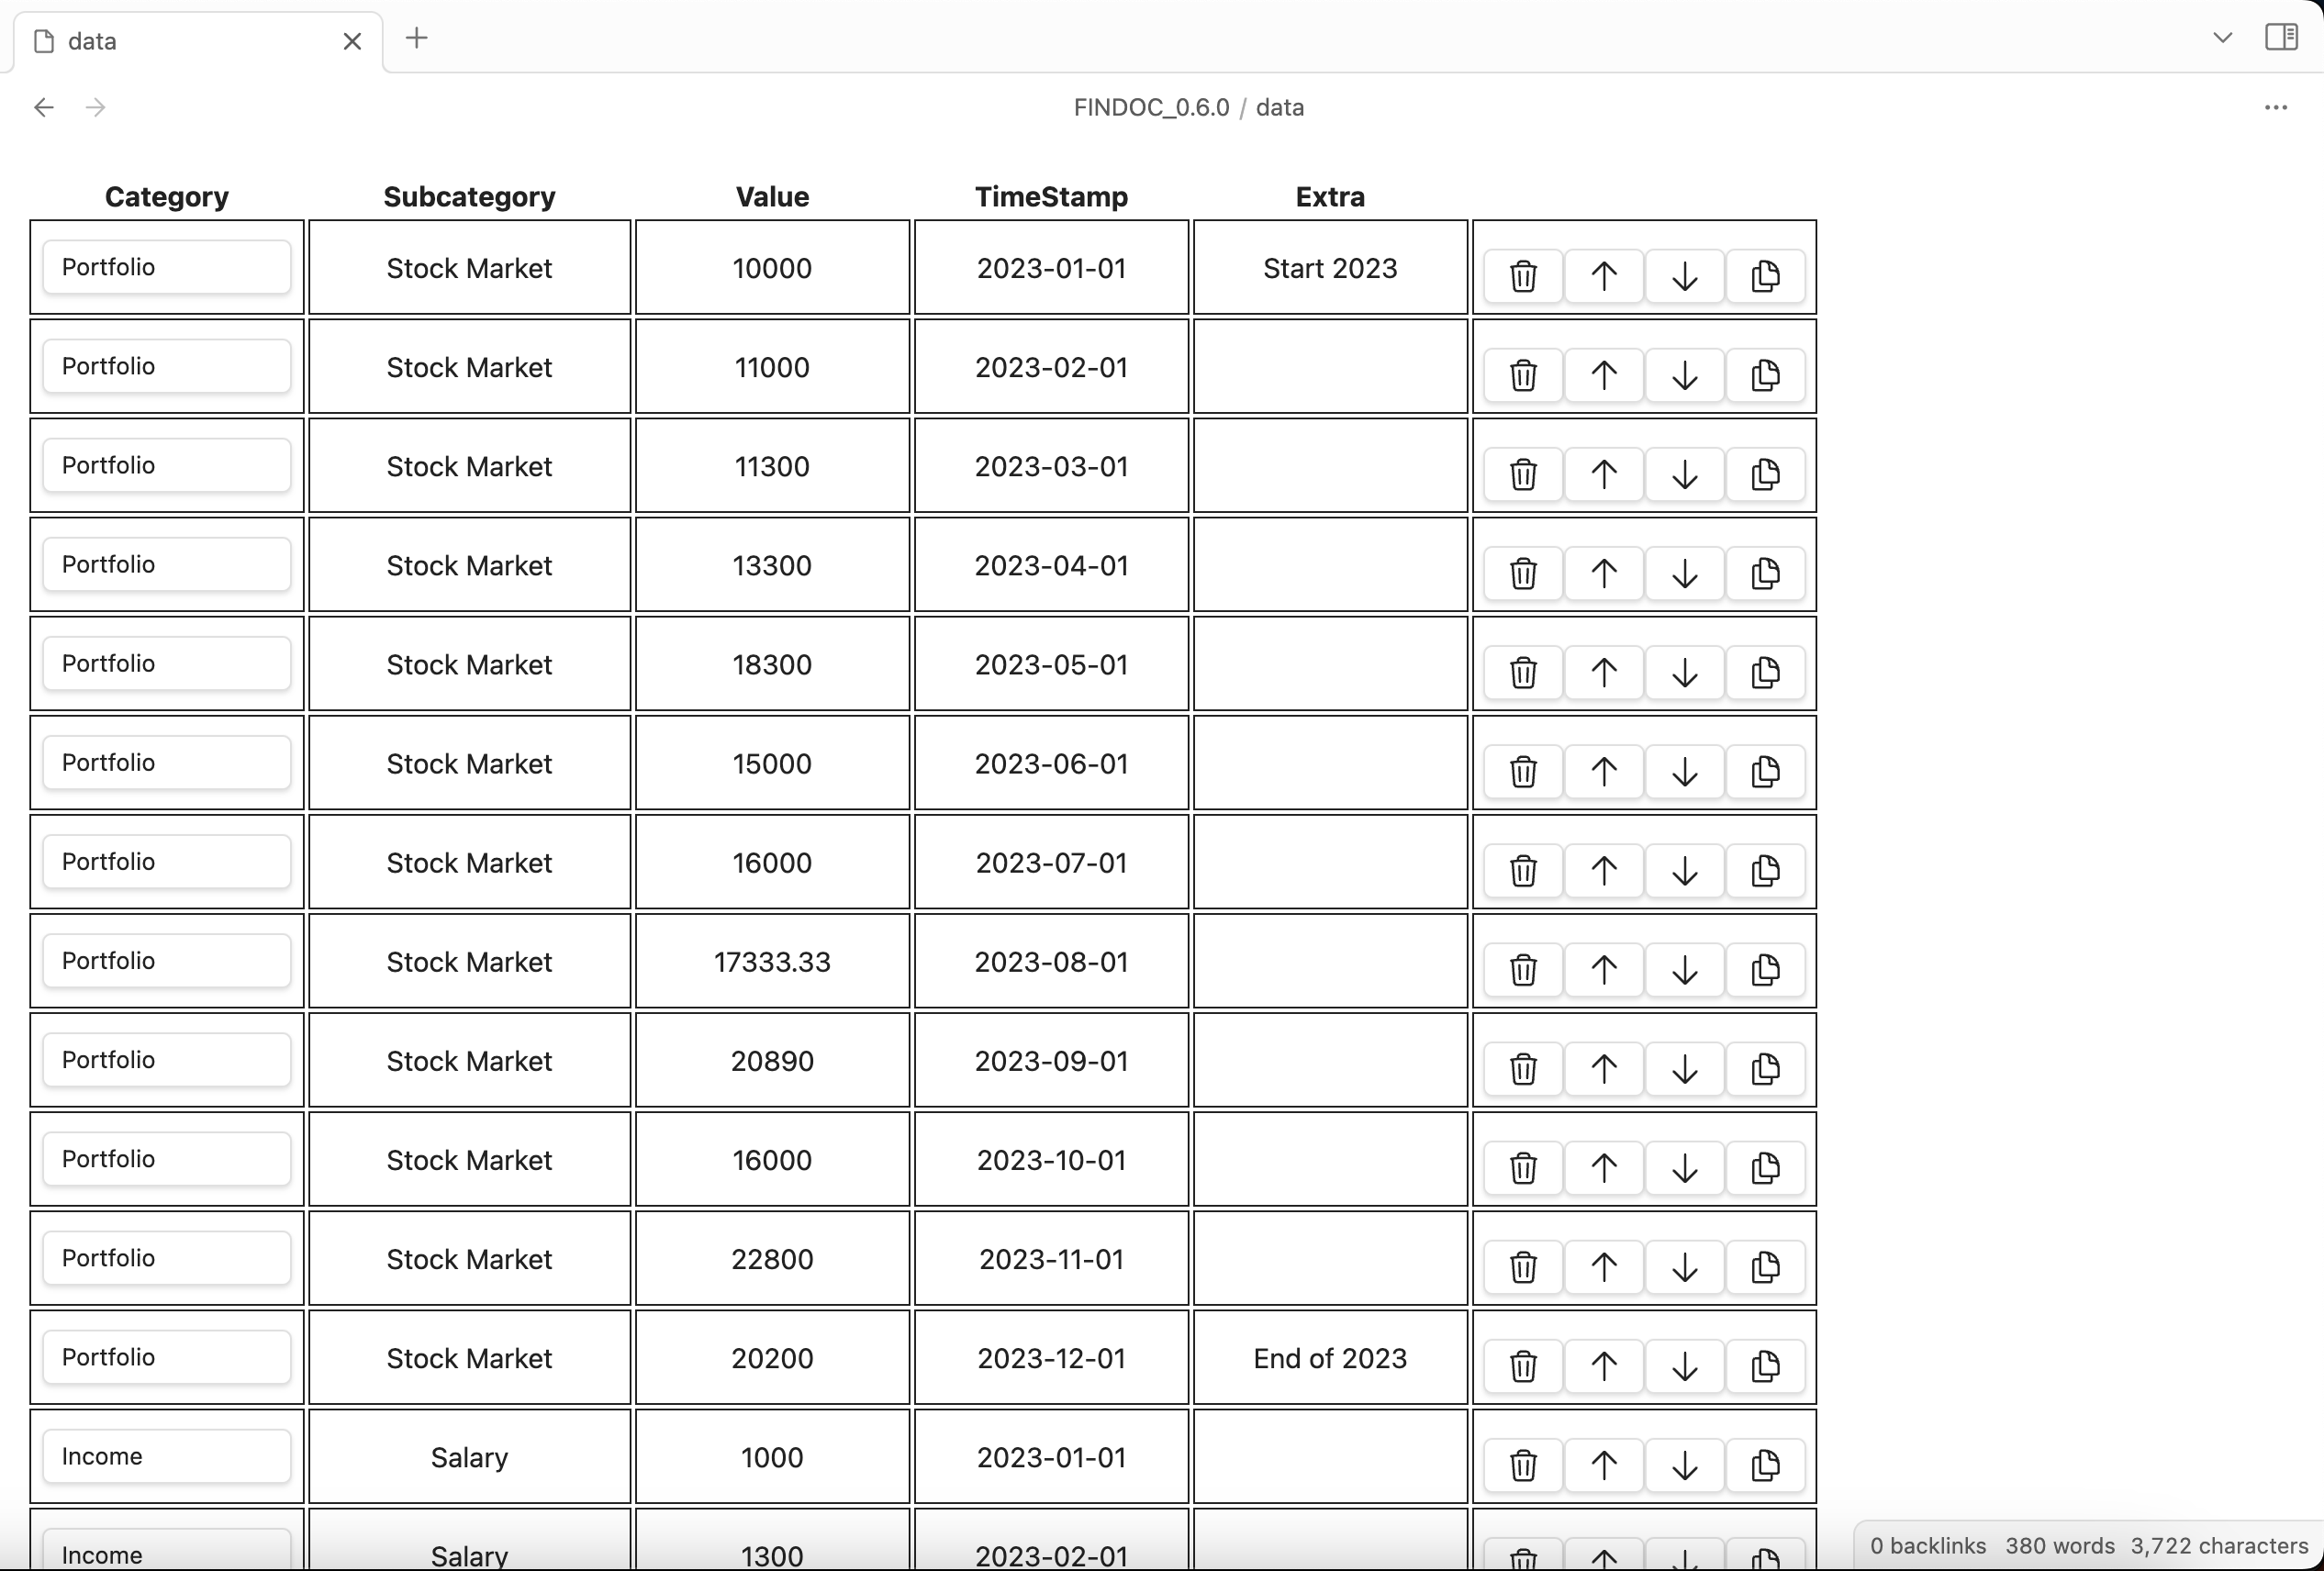 data
FINDOC_0.6.0 / data
Category Subcategory Value TimeStamp Extra
Portfolio Stock Market 10000 2023-01-01 Start 2023
Portfolio Stock Market 11000 2023-02-01
Portfolio Stock Market 11300 2023-03-01
Portfolio Stock Market 13300 2023-04-01
Portfolio Stock Market 18300 2023-05-01
Portfolio Stock Market 15000 2023-06-01
Portfolio Stock Market 16000 2023-07-01
Portfolio Stock Market 17333.33 2023-08-01
Portfolio Stock Market 20890 2023-09-01
Portfolio Stock Market 16000 2023-10-01
Portfolio Stock Market 22800 2023-11-01
Portfolio Stock Market 20200 2023-12-01 End of 2023
Income Salary 1000 2023-01-01
Income Salary 1300 2023-02-01
0 backlinks 380 words 3,722 characters